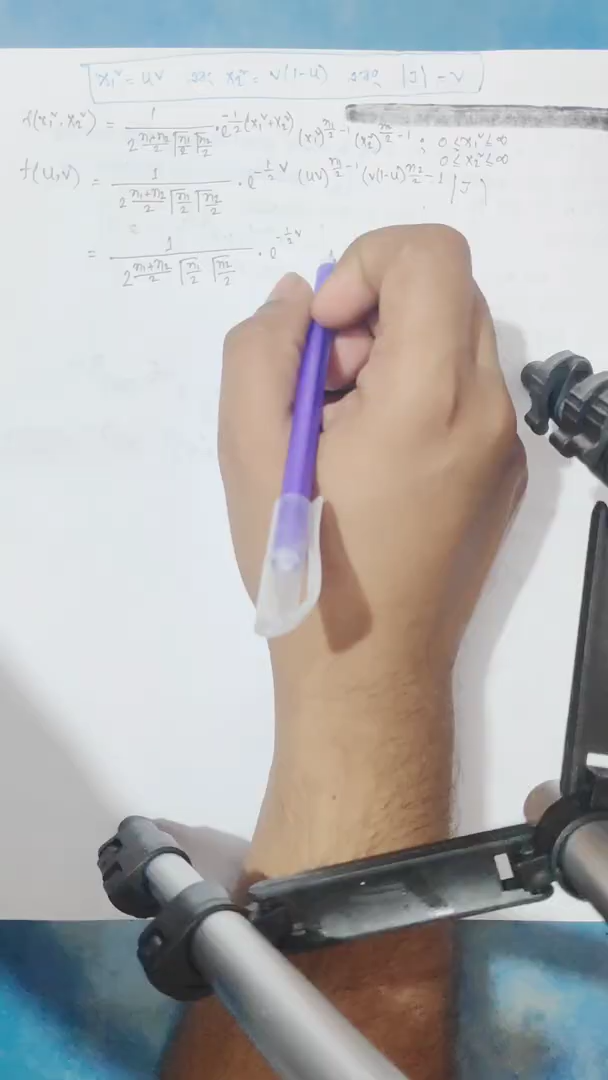 x₁² = uv এবং x₂² = v(1-u) এবং |J| = v
f(x₁², x₂²) = 1/(2^((n₁+n₂)/2) Γ(n₁/2) Γ(n₂/2)) · e^(-1/2(x₁²+x₂²)) (x₁²)^(n₁/2 -1) (x₂²)^(n₂/2 -1) ; 0 ≤ x₁² ≤ ∞
0 ≤ x₂² ≤ ∞
f(u,v) = 1/(2^((n₁+n₂)/2) Γ(n₁/2) Γ(n₂/2)) · e^(-1/2 v) (uv)^(n₁/2 -1) (v(1-u))^(n₂/2 -1) |J|
= 1/(2^((n₁+n₂)/2) Γ(n₁/2) Γ(n₂/2)) · e^(-1/2 v)